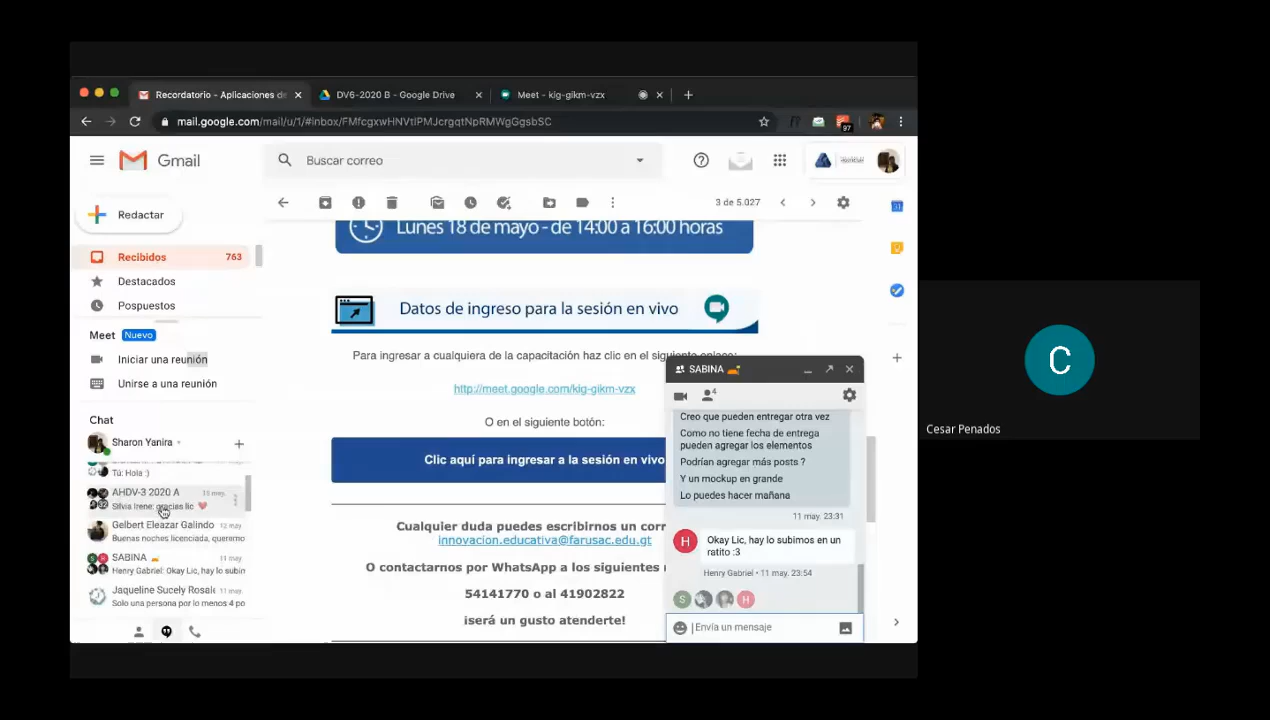 Recordatorio - Aplicaciones de
DV6-2020 B - Google Drive
Meet - kig-gikm-vzx
mail.google.com/mail/u/1/#inbox/FMfcgxwHNVtlPMJcrgqtNpRMWgGgsbSC
97
Gmail
Buscar correo
Redactar
3 de 5.027
Recibidos 763
Destacados
Pospuestos
Meet Nuevo
Iniciar una reunión
Unirse a una reunión
Chat
Sharon Yanira
Tú: Hola :)
AHDV-3 2020 A
Silvia Irene: gracias lic
Gelbert Eleazar Galindo 12 may.
Buenas noches licenciada, queremo
SABINA 11 may.
Henry Gabriel: Okay Lic, hay lo subin
Jaqueline Sucely Rosale 11 may.
Solo una persona por lo menos 4 po
Lunes 18 de mayo - de 14:00 a 16:00 horas
Datos de ingreso para la sesión en vivo
Para ingresar a cualquiera de la capacitación haz clic en el siguiente enlace:
http://meet.google.com/kig-gikm-vzx
O en el siguiente botón:
Clic aquí para ingresar a la sesión en vivo
Cualquier duda puedes escribirnos un corr
innovacion.educativa@farusac.edu.gt
O contactarnos por WhatsApp a los siguientes
54141770 o al 41902822
¡será un gusto atenderte!
SABINA
4
Creo que pueden entregar otra vez
Como no tiene fecha de entrega
pueden agregar los elementos
Podrían agregar más posts ?
Y un mockup en grande
Lo puedes hacer mañana
11 may. 23:31
H
Okay Lic, hay lo subimos en un
ratito :3
Henry Gabriel • 11 may. 23:54
S
H
Envía un mensaje
C
Cesar Penados